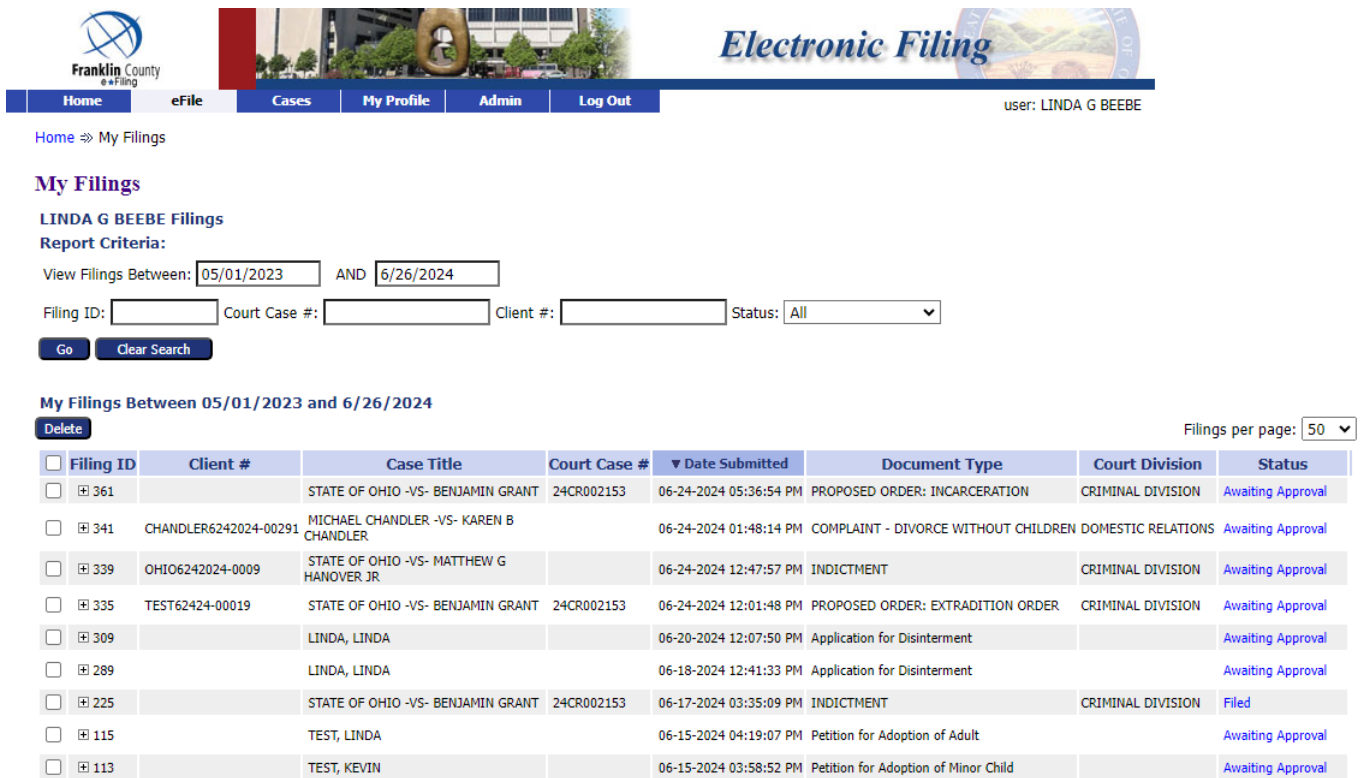 Franklin County
e★Filing
Electronic Filing
Home eFile Cases My Profile Admin Log Out
user: LINDA G BEEBE
Home ⇒ My Filings
My Filings
LINDA G BEEBE Filings
Report Criteria:
View Filings Between: 05/01/2023 AND 6/26/2024
Filing ID: Court Case #: Client #: Status: All
Go Clear Search
My Filings Between 05/01/2023 and 6/26/2024
Delete Filings per page: 50
Filing ID Client # Case Title Court Case # ▼ Date Submitted Document Type Court Division Status
361 STATE OF OHIO -VS- BENJAMIN GRANT 24CR002153 06-24-2024 05:36:54 PM PROPOSED ORDER: INCARCERATION CRIMINAL DIVISION Awaiting Approval
341 CHANDLER6242024-00291 MICHAEL CHANDLER -VS- KAREN B
CHANDLER 06-24-2024 01:48:14 PM COMPLAINT - DIVORCE WITHOUT CHILDREN DOMESTIC RELATIONS Awaiting Approval
339 OHIO6242024-0009 STATE OF OHIO -VS- MATTHEW G
HANOVER JR 06-24-2024 12:47:57 PM INDICTMENT CRIMINAL DIVISION Awaiting Approval
335 TEST62424-00019 STATE OF OHIO -VS- BENJAMIN GRANT 24CR002153 06-24-2024 12:01:48 PM PROPOSED ORDER: EXTRADITION ORDER CRIMINAL DIVISION Awaiting Approval
309 LINDA, LINDA 06-20-2024 12:07:50 PM Application for Disinterment Awaiting Approval
289 LINDA, LINDA 06-18-2024 12:41:33 PM Application for Disinterment Awaiting Approval
225 STATE OF OHIO -VS- BENJAMIN GRANT 24CR002153 06-17-2024 03:35:09 PM INDICTMENT CRIMINAL DIVISION Filed
115 TEST, LINDA 06-15-2024 04:19:07 PM Petition for Adoption of Adult Awaiting Approval
113 TEST, KEVIN 06-15-2024 03:58:52 PM Petition for Adoption of Minor Child Awaiting Approval